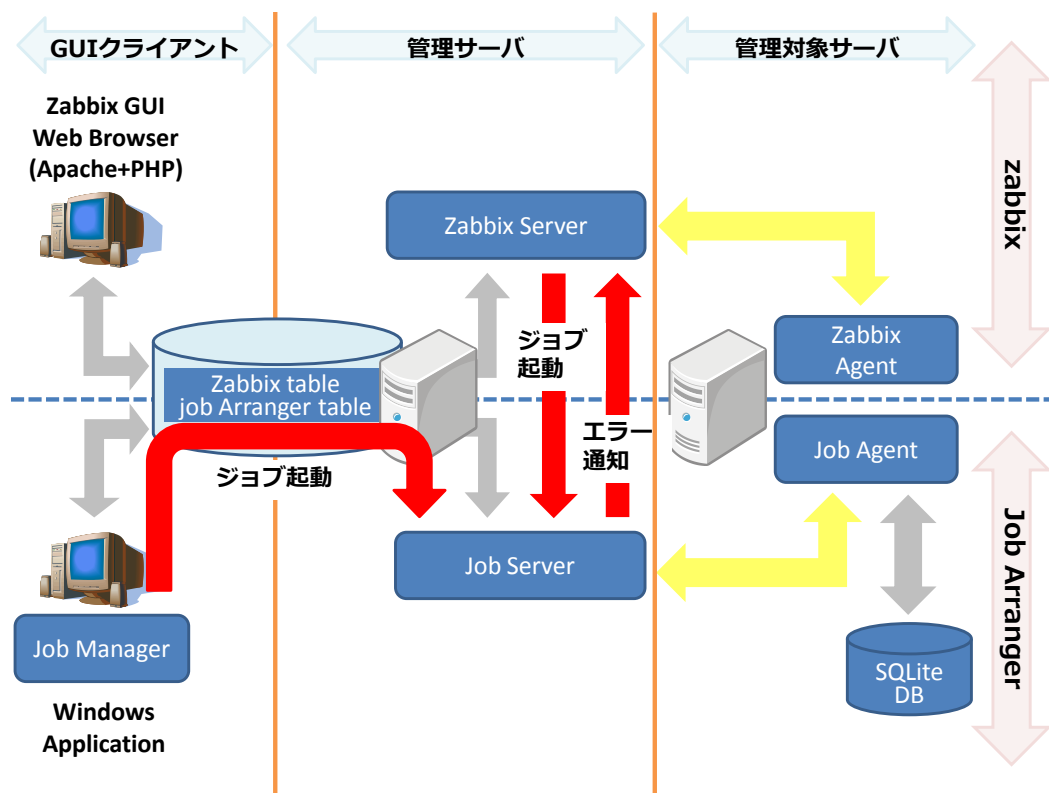 GUIクライアント
管理サーバ
管理対象サーバ
Zabbix GUI
Web Browser
(Apache+PHP)
Zabbix Server
zabbix
ジョブ
起動
Zabbix
Agent
Zabbix table
job Arranger table
エラー
通知
Job Agent
ジョブ起動
Job Server
Job Arranger
Job Manager
SQLite
DB
Windows
Application